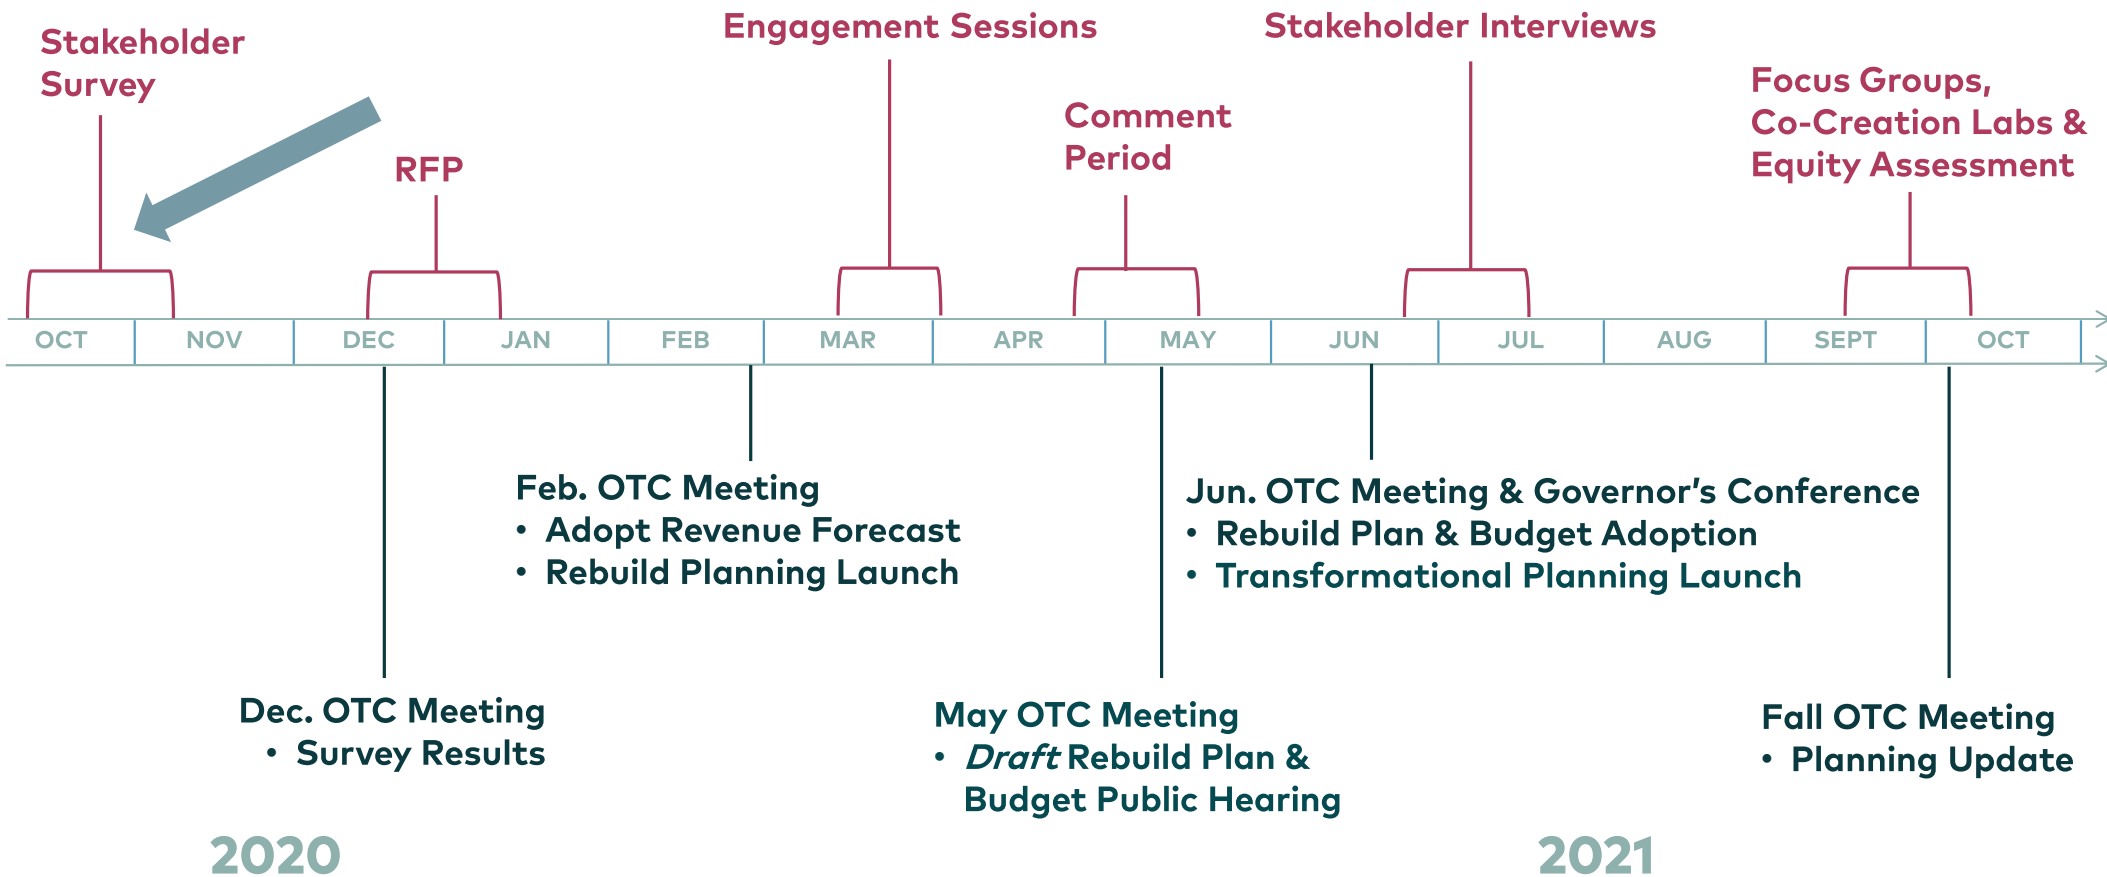 Stakeholder
Survey
RFP
Engagement Sessions
Comment
Period
Stakeholder Interviews
Focus Groups,
Co-Creation Labs &
Equity Assessment
OCT NOV DEC JAN FEB MAR APR MAY JUN JUL AUG SEPT OCT
Feb. OTC Meeting
• Adopt Revenue Forecast
• Rebuild Planning Launch
Jun. OTC Meeting & Governor’s Conference
• Rebuild Plan & Budget Adoption
• Transformational Planning Launch
Dec. OTC Meeting
• Survey Results
May OTC Meeting
• Draft Rebuild Plan &
Budget Public Hearing
Fall OTC Meeting
• Planning Update
2020
2021